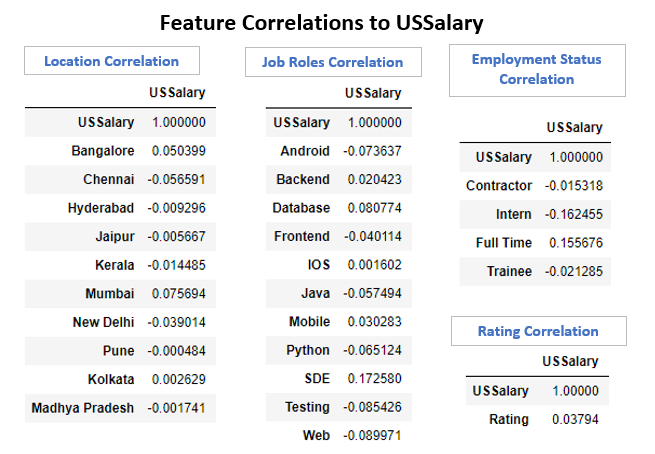 Feature Correlations to USSalary
Location Correlation
USSalary
USSalary 1.000000
Bangalore 0.050399
Chennai -0.056591
Hyderabad -0.009296
Jaipur -0.005667
Kerala -0.014485
Mumbai 0.075694
New Delhi -0.039014
Pune -0.000484
Kolkata 0.002629
Madhya Pradesh -0.001741
Job Roles Correlation
USSalary
USSalary 1.000000
Android -0.073637
Backend 0.020423
Database 0.080774
Frontend -0.040114
IOS 0.001602
Java -0.057494
Mobile 0.030283
Python -0.065124
SDE 0.172580
Testing -0.085426
Web -0.089971
Employment Status
Correlation
USSalary
USSalary 1.000000
Contractor -0.015318
Intern -0.162455
Full Time 0.155676
Trainee -0.021285
Rating Correlation
USSalary
USSalary 1.00000
Rating 0.03794